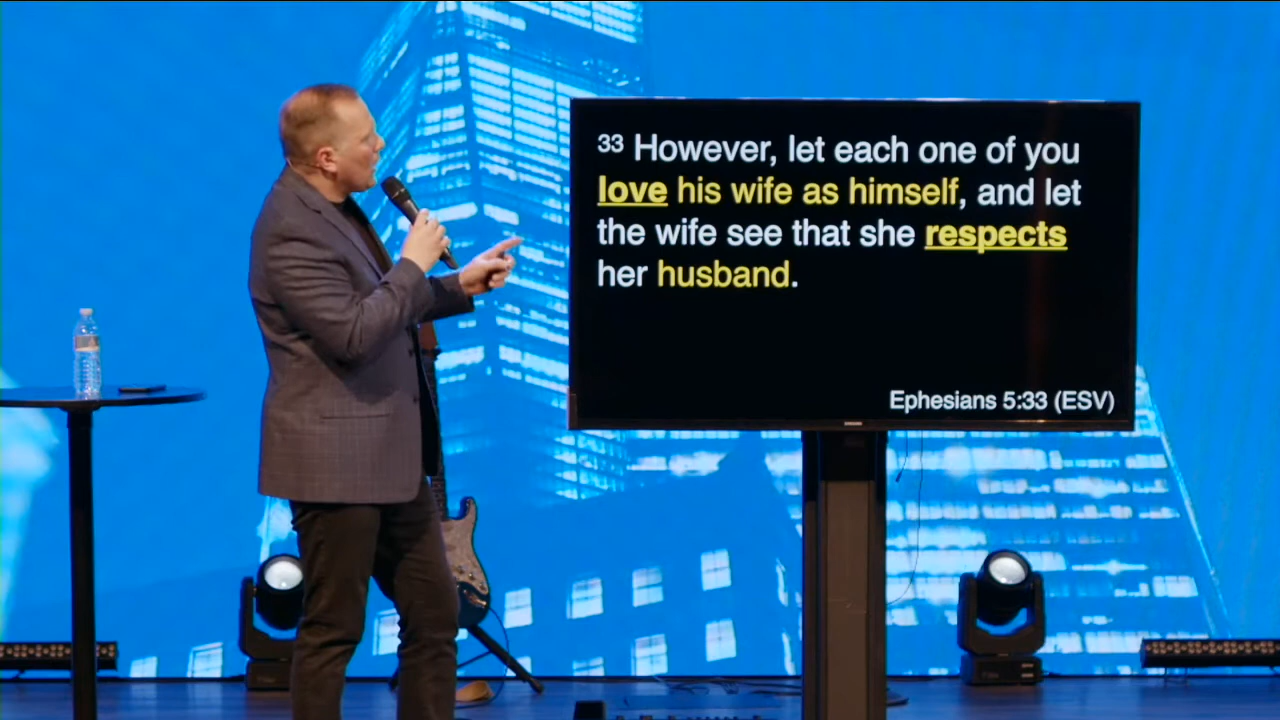 33 However, let each one of you
love his wife as himself, and let
the wife see that she respects
her husband.
Ephesians 5:33 (ESV)
SAMSUNG